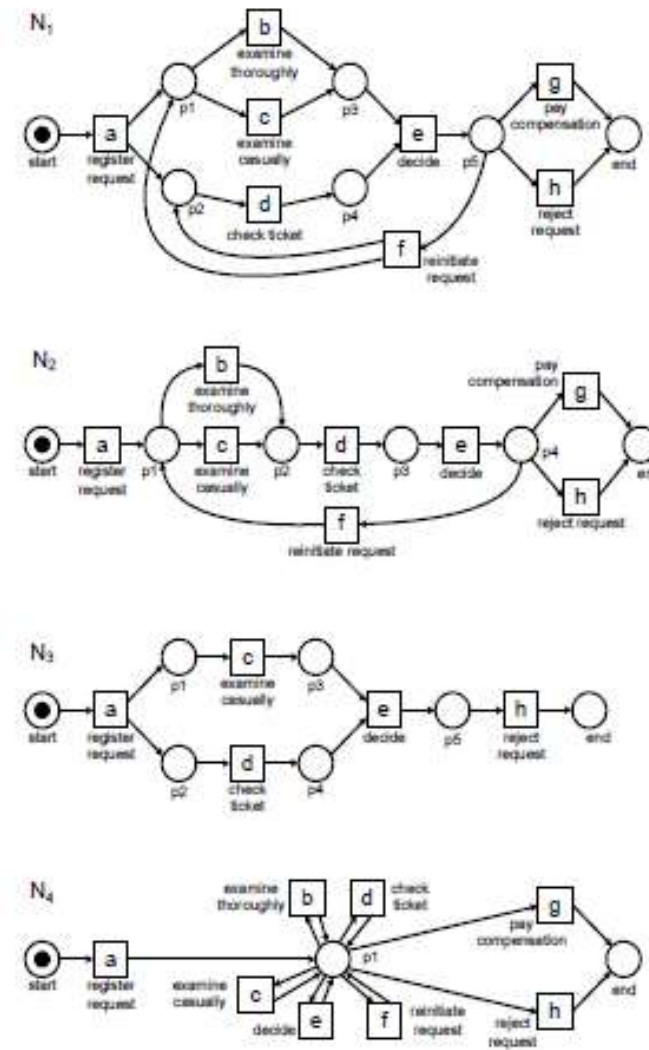 N1
b
examine
thoroughly
g
pay
compensation
p1
c
p3
a
e
start
register
request
examine
casually
decide
p5
end
p2
d
p4
h
check ticket
reject
request
f
reinitiate
request
N2
b
examine
thoroughly
pay
compensation
g
a
c
d
e
start
register
request
p1
examine
casually
p2
check
ticket
p3
decide
p4
en
h
reject request
f
reinitiate request
N3
c
p1
examine
casually
p3
a
e
h
start
register
request
decide
p5
reject
request
end
d
p2
check
ticket
p4
N4
examine
thoroughly
b
d
check
ticket
g
pay
compensation
a
p1
start
register
request
examine
casually
c
end
decide
e
f
reinitiate
request
h
reject
request